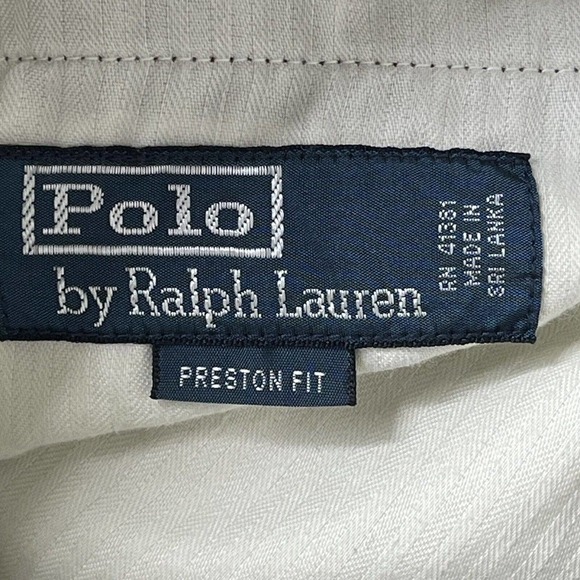 Polo
by Ralph Lauren
RN 41381
MADE IN
SRI LANKA
PRESTON FIT